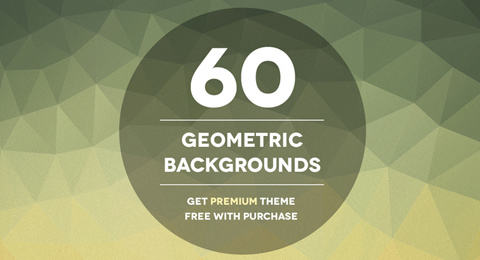 60
GEOMETRIC
BACKGROUNDS
GET PREMIUM THEME
FREE WITH PURCHASE